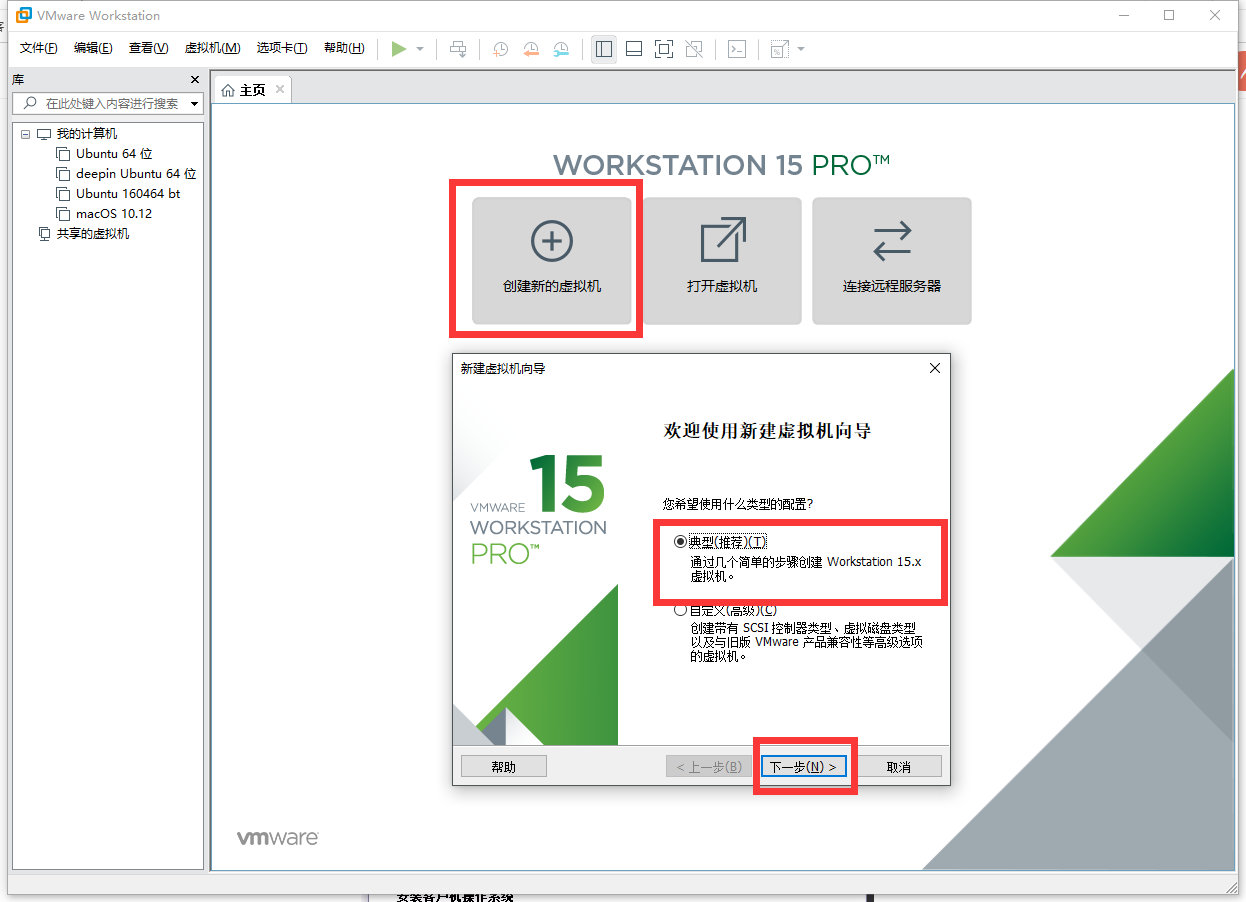 VMware Workstation
文件(F) 编辑(E) 查看(V) 虚拟机(M) 选项卡(T) 帮助(H)
库
在此处键入内容进行搜索
我的计算机
Ubuntu 64 位
deepin Ubuntu 64 位
Ubuntu 160464 bt
macOS 10.12
共享的虚拟机
主页
WORKSTATION 15 PRO™
创建新的虚拟机
打开虚拟机
连接远程服务器
新建虚拟机向导
欢迎使用新建虚拟机向导
您希望使用什么类型的配置?
典型(推荐)(T)
通过几个简单的步骤创建 Workstation 15.x
虚拟机。
自定义(高级)(C)
创建带有 SCSI 控制器类型、虚拟磁盘类型
以及与旧版 VMware 产品兼容性等高级选项
的虚拟机。
15
VMWARE
WORKSTATION
PRO™
帮助
< 上一步(B)
下一步(N) >
取消
vmware
安装客户机操作系统